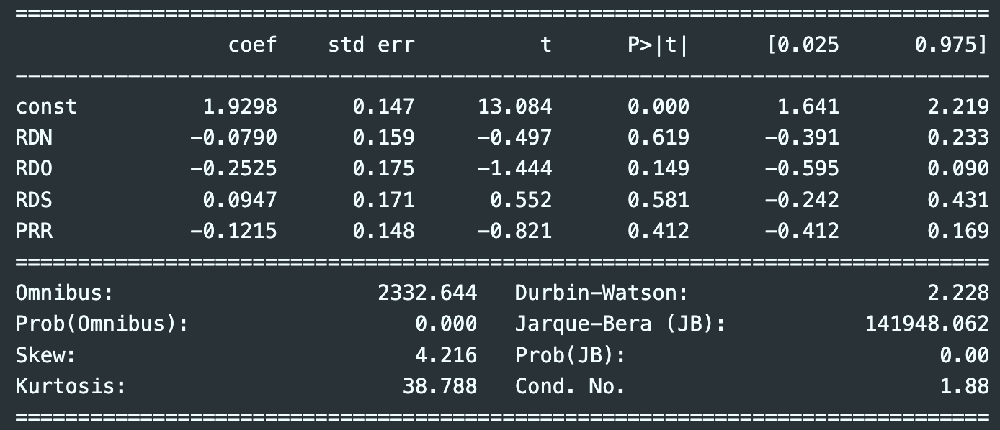 ==============================================================================
                 coef    std err          t      P>|t|      [0.025      0.975]
------------------------------------------------------------------------------
const          1.9298      0.147     13.084      0.000       1.641       2.219
RDN           -0.0790      0.159     -0.497      0.619      -0.391       0.233
RDO           -0.2525      0.175     -1.444      0.149      -0.595       0.090
RDS            0.0947      0.171      0.552      0.581      -0.242       0.431
PRR           -0.1215      0.148     -0.821      0.412      -0.412       0.169
==============================================================================
Omnibus:                     2332.644   Durbin-Watson:                   2.228
Prob(Omnibus):                  0.000   Jarque-Bera (JB):           141948.062
Skew:                           4.216   Prob(JB):                         0.00
Kurtosis:                      38.788   Cond. No.                         1.88
==============================================================================